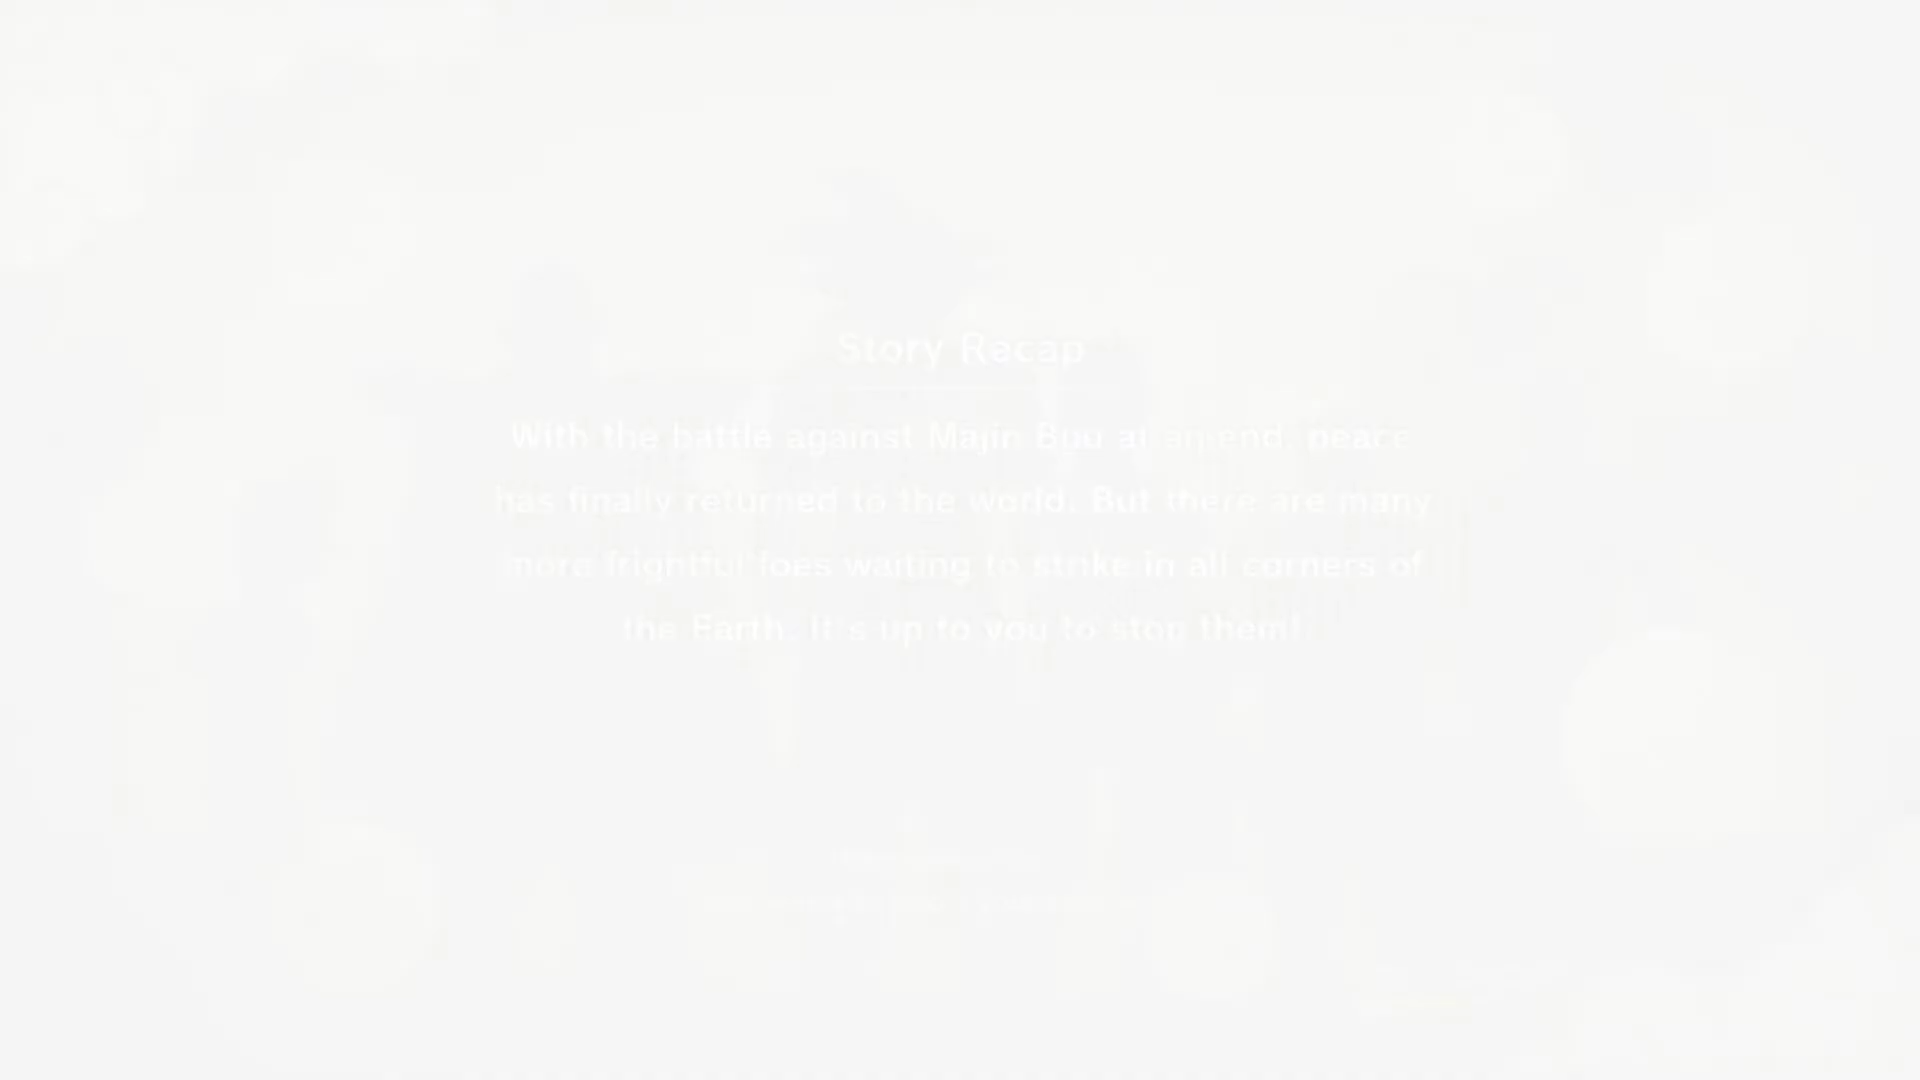 Story Recap
With the battle against Majin Buu at an end, peace
has finally returned to the world. But there are many
more frightful foes waiting to strike in all corners of
the Earth. It's up to you to stop them!